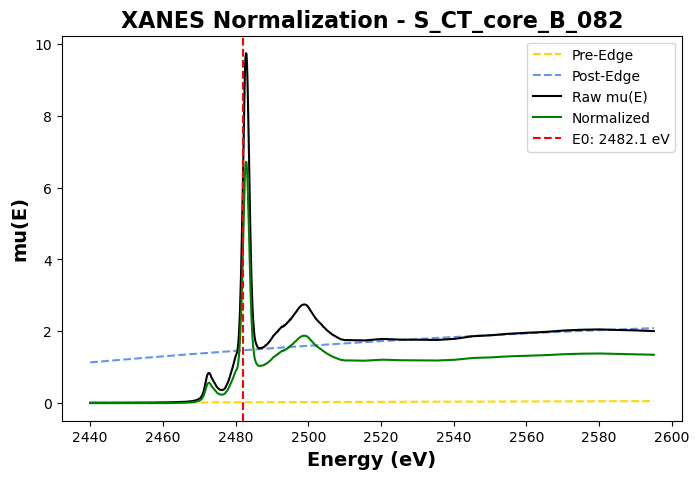 XANES Normalization - S_CT_core_B_082
mu(E)
10
8
6
4
2
0
Pre-Edge
Post-Edge
Raw mu(E)
Normalized
E0: 2482.1 eV
2440 2460 2480 2500 2520 2540 2560 2580 2600
Energy (eV)